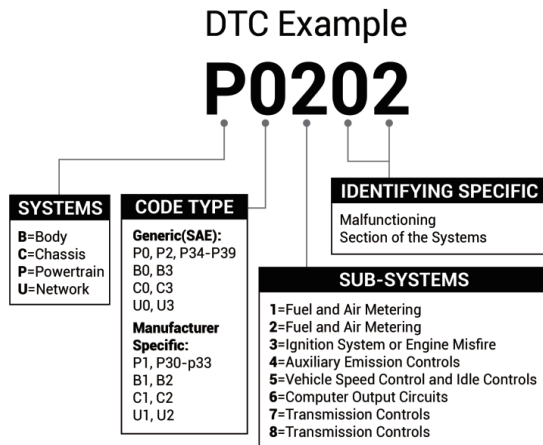 DTC Example
P0202
SYSTEMS
B=Body
C=Chassis
P=Powertrain
U=Network
CODE TYPE
Generic(SAE):
P0, P2, P34-P39
B0, B3
C0, C3
U0, U3
Manufacturer
Specific:
P1, P30-p33
B1, B2
C1, C2
U1, U2
IDENTIFYING SPECIFIC
Malfunctioning
Section of the Systems
SUB-SYSTEMS
1=Fuel and Air Metering
2=Fuel and Air Metering
3=Ignition System or Engine Misfire
4=Auxiliary Emission Controls
5=Vehicle Speed Control and Idle Controls
6=Computer Output Circuits
7=Transmission Controls
8=Transmission Controls